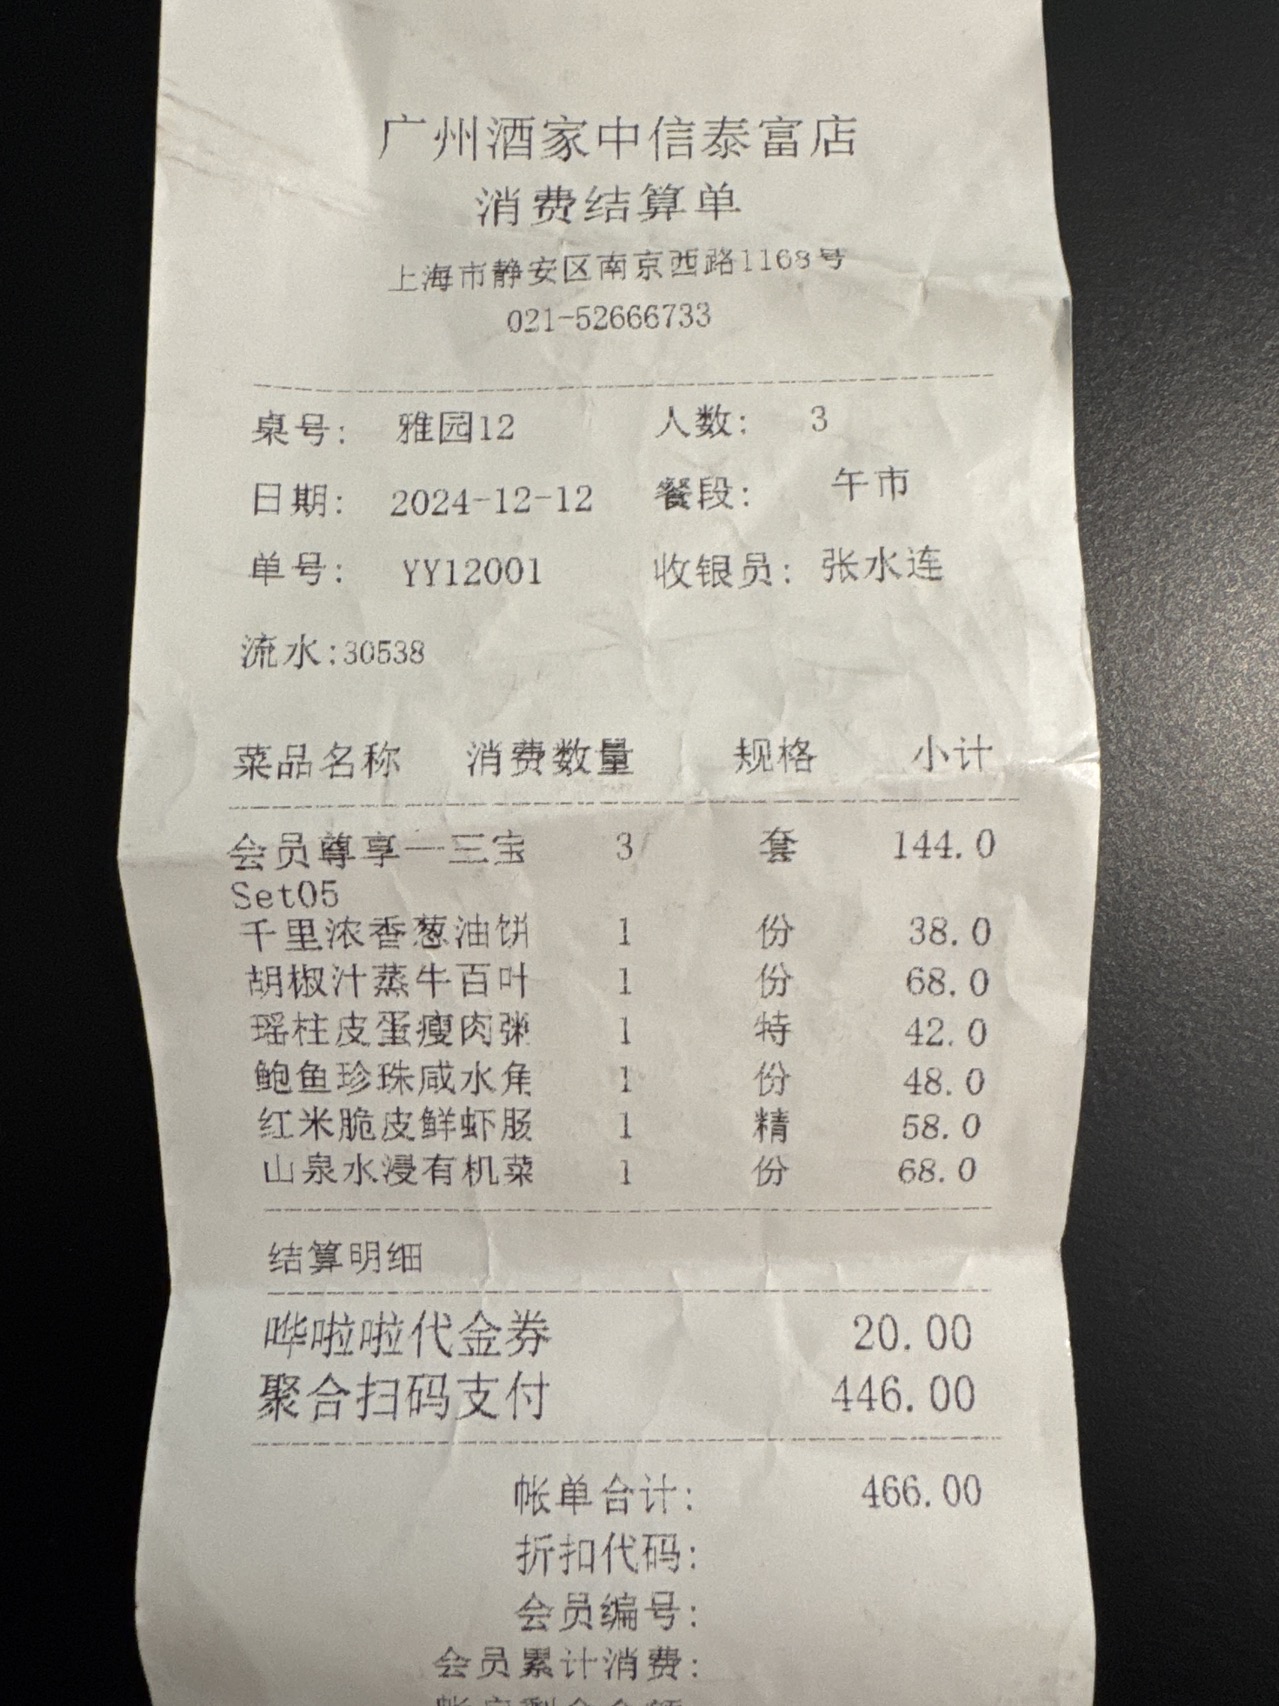 广州酒家中信泰富店
消费结算单
上海市静安区南京西路1168号
021-52666733
桌号: 雅园12 人数: 3
日期: 2024-12-12 餐段: 午市
单号: YY12001 收银员: 张水连
流水:30538
菜品名称 消费数量 规格 小计
会员尊享一三宝 3 套 144.0
Set05
千里浓香葱油饼 1 份 38.0
胡椒汁蒸牛百叶 1 份 68.0
瑶柱皮蛋瘦肉粥 1 特 42.0
鲍鱼珍珠咸水角 1 份 48.0
红米脆皮鲜虾肠 1 精 58.0
山泉水浸有机菜 1 份 68.0
结算明细
哗啦啦代金券 20.00
聚合扫码支付 446.00
帐单合计: 466.00
折扣代码:
会员编号:
会员累计消费: